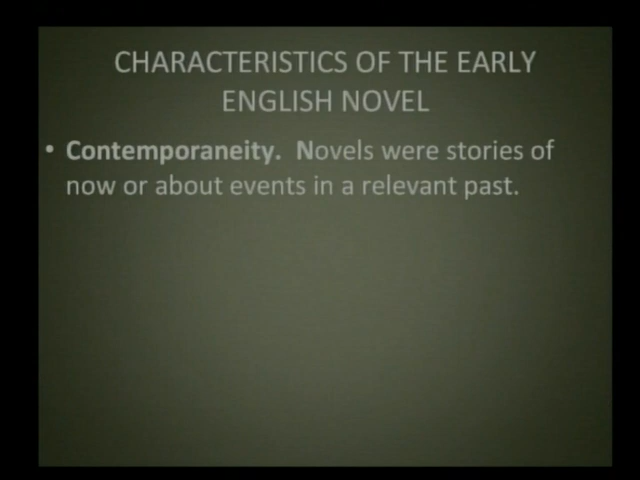 CHARACTERISTICS OF THE EARLY
ENGLISH NOVEL
• Contemporaneity. Novels were stories of
now or about events in a relevant past.